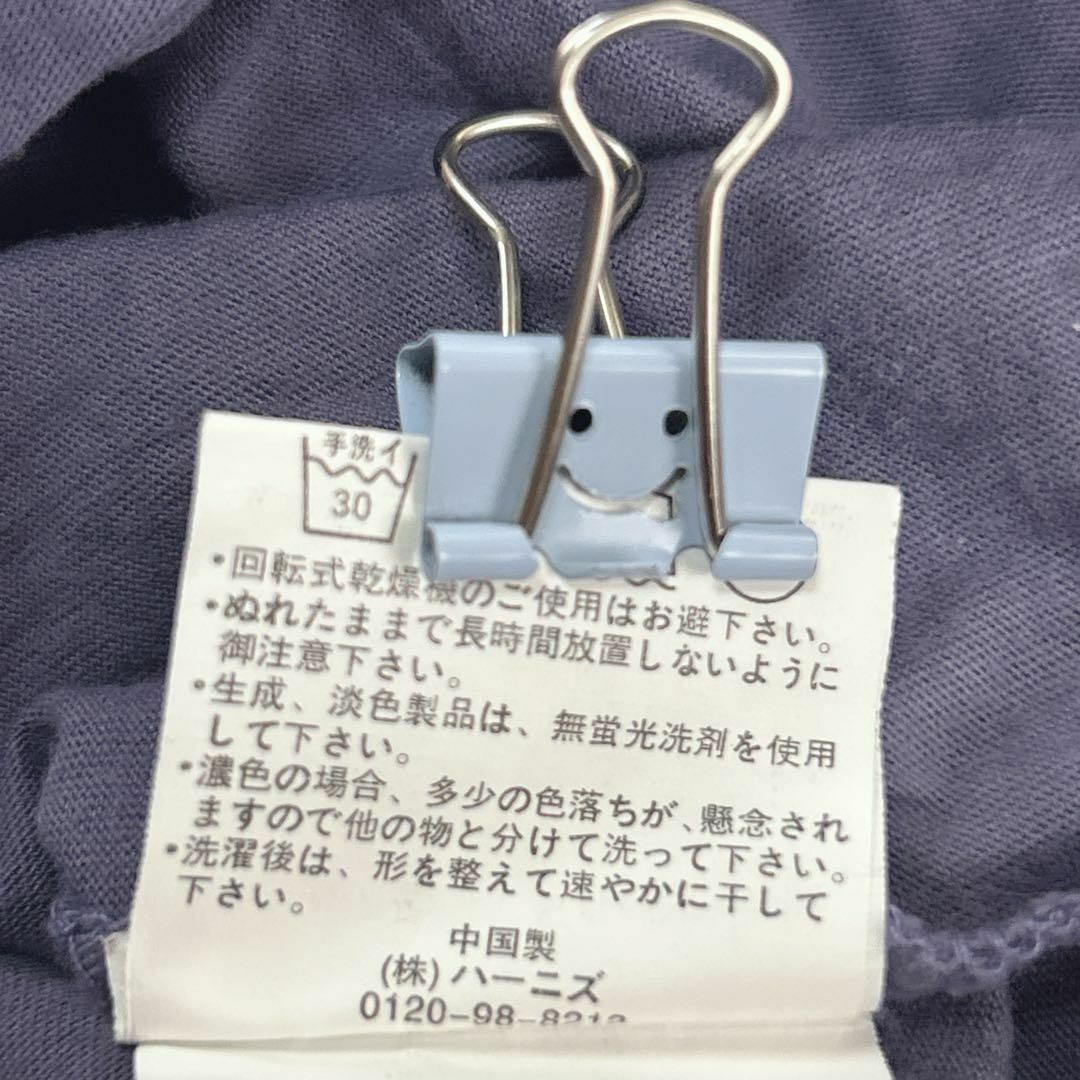 手洗イ
30
・回転式乾燥機のご使用はお避下さい。
・ぬれたままで長時間放置しないように
御注意下さい。
・生成、淡色製品は、無蛍光洗剤を使用
して下さい。
・濃色の場合、多少の色落ちが、懸念され
ますので他の物と分けて洗って下さい。
・洗濯後は、形を整えて速やかに干して
下さい。
中国製
(株)ハーニズ
0120-98-8213